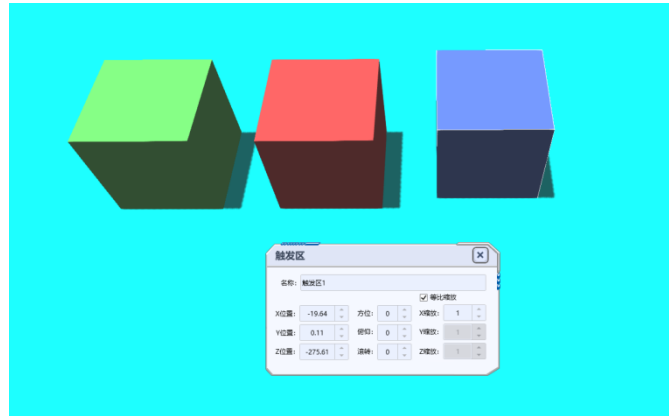 触发区
名称: 触发区1
等比缩放
X位置: -19.64 方位: 0 X缩放: 1
Y位置: 0.11 俯仰: 0 Y缩放: 1
Z位置: -275.61 滚转: 0 Z缩放: 1